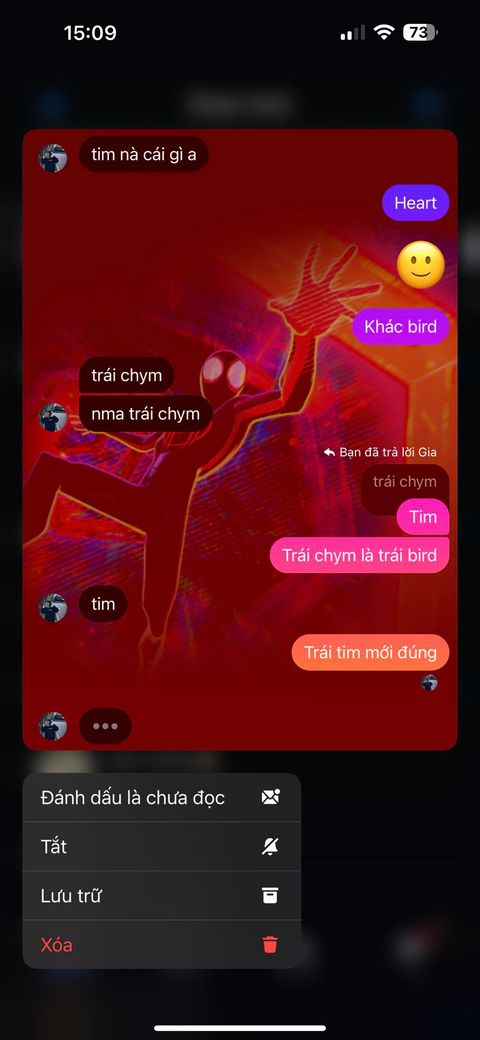 15:09
73
tim nà cái gì a
Heart
Khác bird
trái chym
nma trái chym
Bạn đã trả lời Gia
trái chym
Tim
Trái chym là trái bird
tim
Trái tim mới đúng
Đánh dấu là chưa đọc
Tắt
Lưu trữ
Xóa